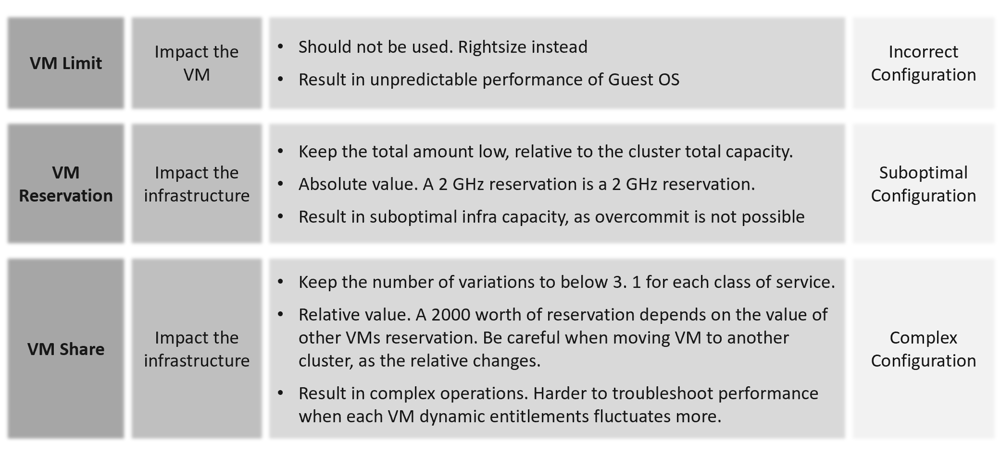 VM Limit
Impact the
VM
• Should not be used. Rightsize instead
• Result in unpredictable performance of Guest OS
Incorrect
Configuration
VM
Reservation
Impact the
infrastructure
• Keep the total amount low, relative to the cluster total capacity.
• Absolute value. A 2 GHz reservation is a 2 GHz reservation.
• Result in suboptimal infra capacity, as overcommit is not possible
Suboptimal
Configuration
VM Share
Impact the
infrastructure
• Keep the number of variations to below 3. 1 for each class of service.
• Relative value. A 2000 worth of reservation depends on the value of
other VMs reservation. Be careful when moving VM to another
cluster, as the relative changes.
• Result in complex operations. Harder to troubleshoot performance
when each VM dynamic entitlements fluctuates more.
Complex
Configuration